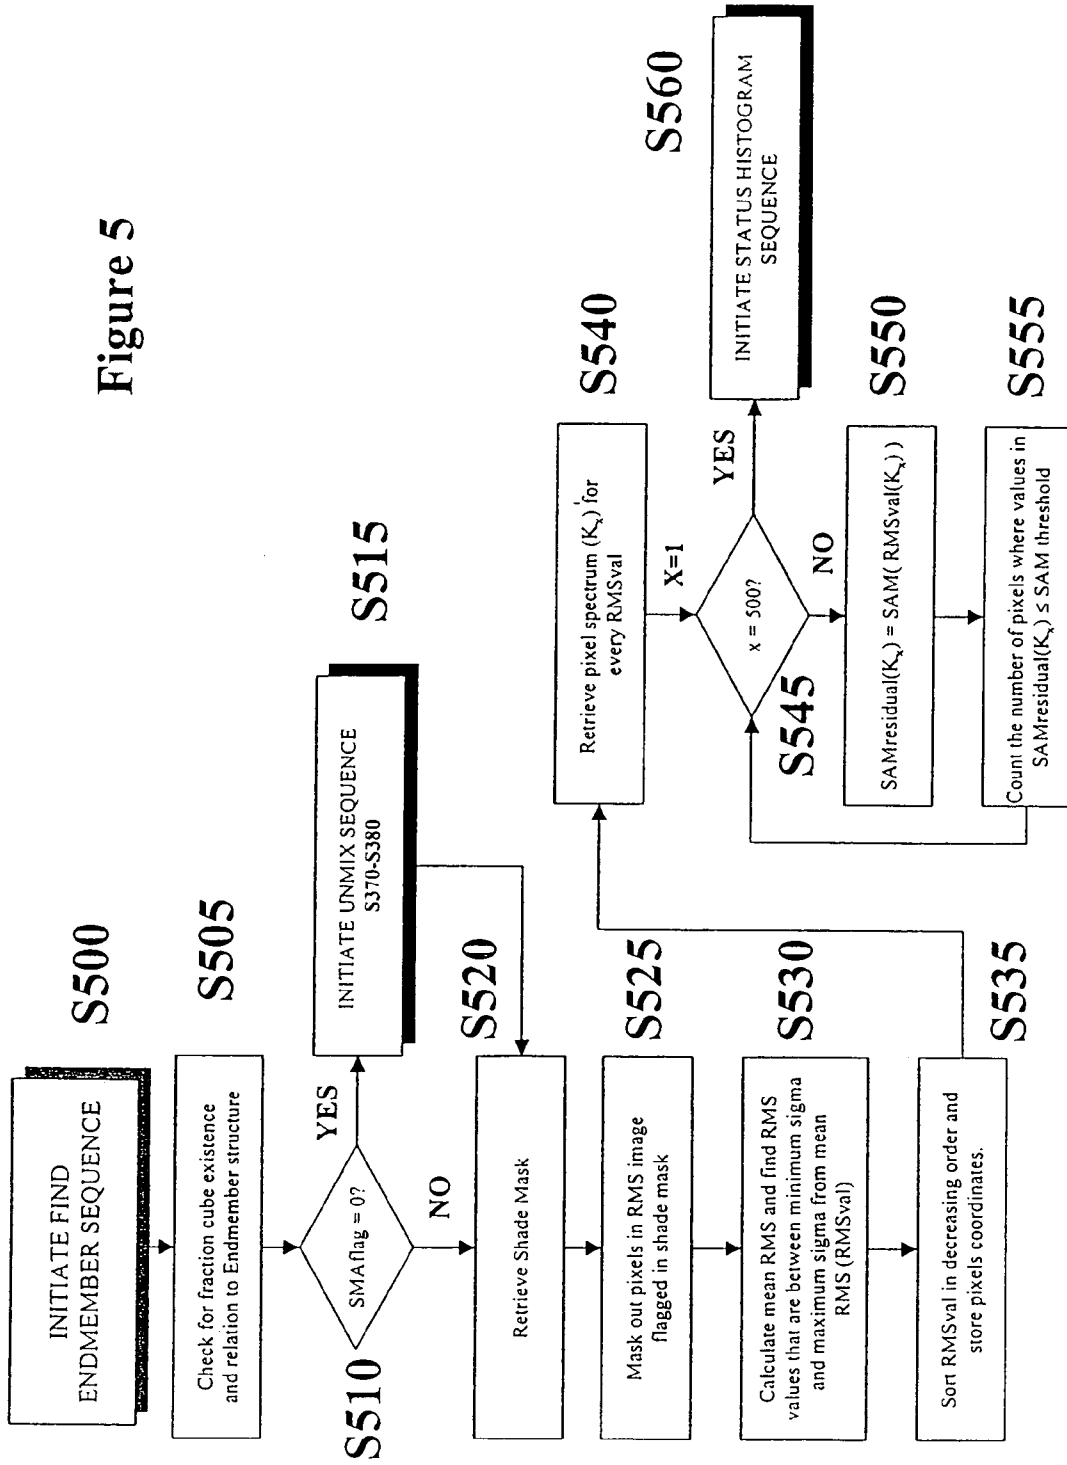 Figure 5
S500
INITIATE FIND
ENDMEMBER SEQUENCE
S505
Check for fraction cube existence
and relation to Endmember structure
S510
SMA flag = 0?
YES
NO
S515
INITIATE UNMIX SEQUENCE
S370-S380
S520
Retrieve Shade Mask
S525
Mask out pixels in RMS image
flagged in shade mask
S530
Calculate mean RMS and find RMS
values that are between minimum sigma
and maximum sigma from mean
RMS (RMSval)
S535
Sort RMSval in decreasing order and
store pixels coordinates.
S540
Retrieve pixel spectrum (Kₓ) for
every RMSval
X=1
S545
x = 500?
YES
NO
S550
SAMresidual(Kₓ) = SAM( RMSval(Kₓ) )
S555
Count the number of pixels where values in
SAMresidual(Kₓ) ≤ SAM threshold
S560
INITIATE STATUS HISTOGRAM
SEQUENCE